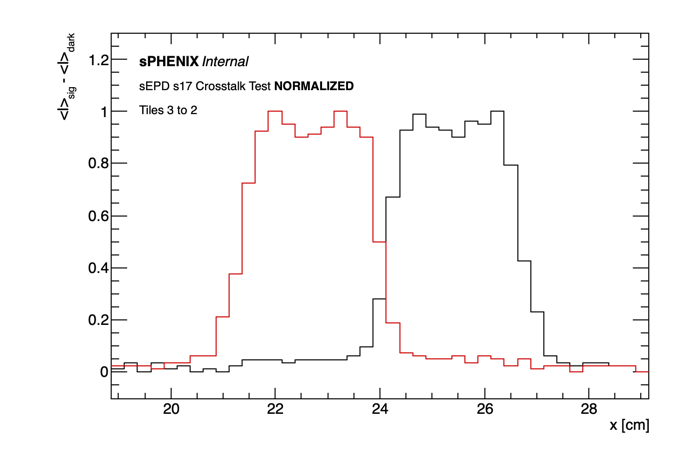 <I>sig - <I>dark
sPHENIX Internal
sEPD s17 Crosstalk Test NORMALIZED
Tiles 3 to 2
1.2
1
0.8
0.6
0.4
0.2
0
20 22 24 26 28
x [cm]